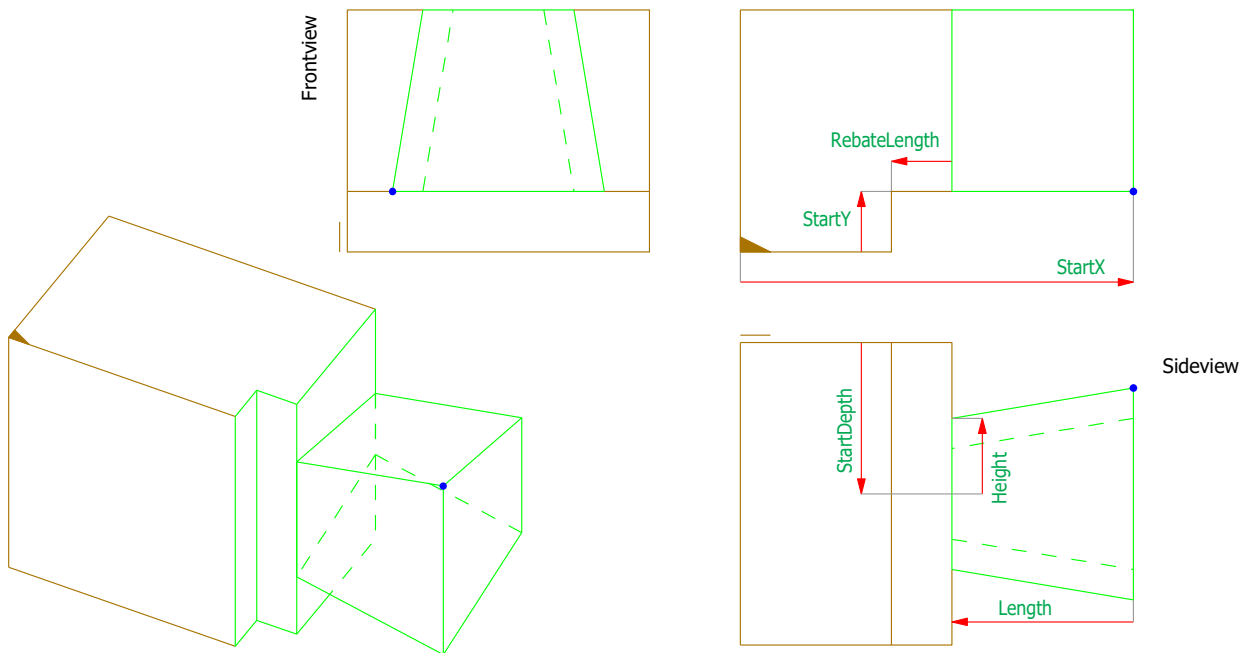 Frontview
RebateLength
StartY
StartX
Sideview
StartDepth
Height
Length